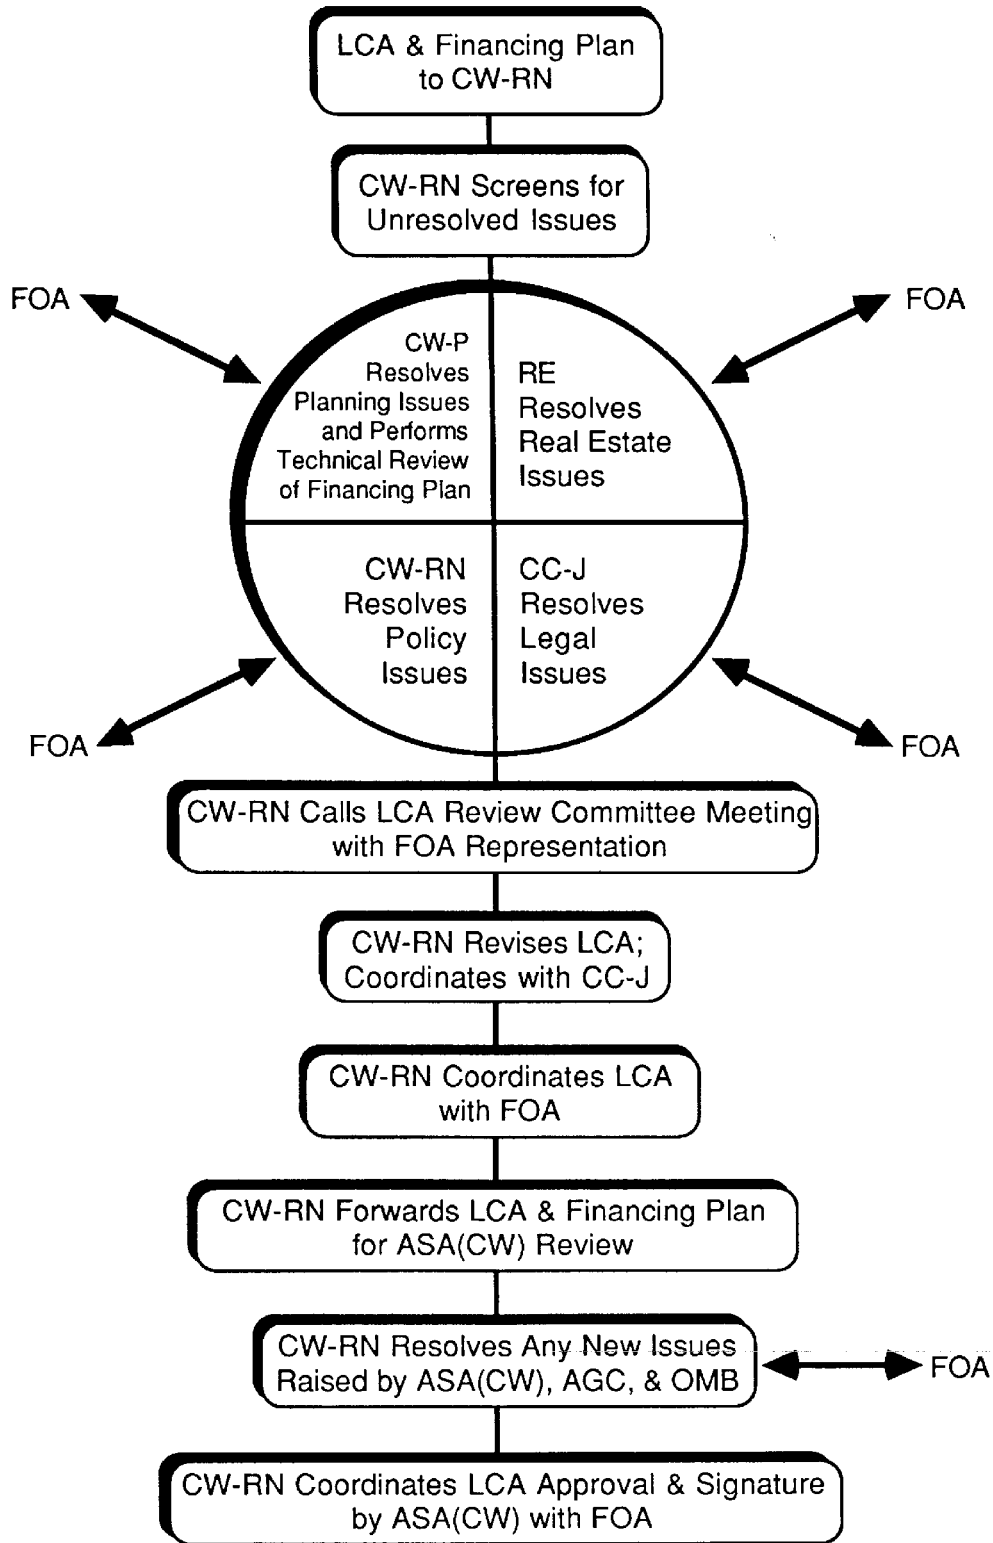 LCA & Financing Plan
to CW-RN
CW-RN Screens for
Unresolved Issues
FOA
FOA
CW-P
Resolves
Planning Issues
and Performs
Technical Review
of Financing Plan
RE
Resolves
Real Estate
Issues
CW-RN
Resolves
Policy
Issues
CC-J
Resolves
Legal
Issues
FOA
FOA
CW-RN Calls LCA Review Committee Meeting
with FOA Representation
CW-RN Revises LCA;
Coordinates with CC-J
CW-RN Coordinates LCA
with FOA
CW-RN Forwards LCA & Financing Plan
for ASA(CW) Review
CW-RN Resolves Any New Issues
Raised by ASA(CW), AGC, & OMB
FOA
CW-RN Coordinates LCA Approval & Signature
by ASA(CW) with FOA